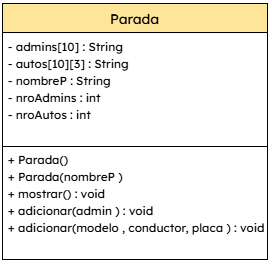 Parada
- admins[10] : String
- autos[10][3] : String
- nombreP : String
- nroAdmins : int
- nroAutos : int
+ Parada()
+ Parada(nombreP )
+ mostrar() : void
+ adicionar(admin ) : void
+ adicionar(modelo , conductor, placa ) : void